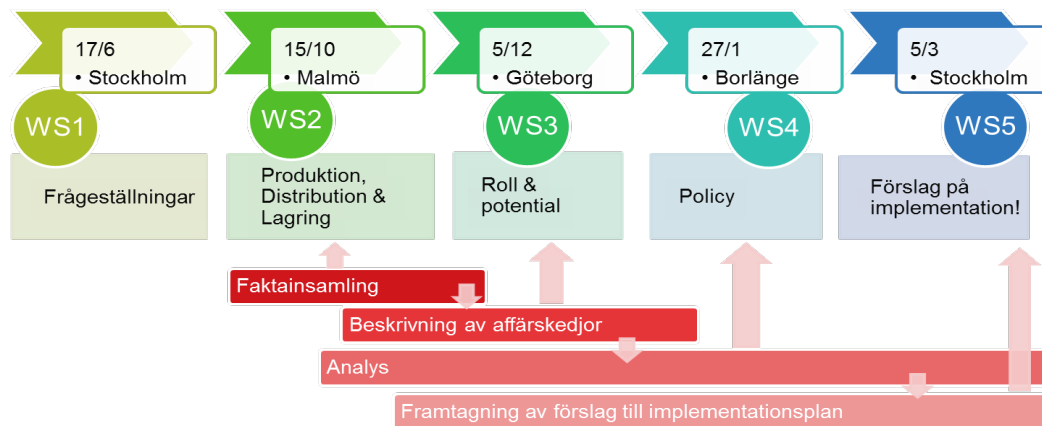 17/6
• Stockholm
WS1
Frågeställningar
15/10
• Malmö
WS2
Produktion,
Distribution &
Lagring
5/12
• Göteborg
WS3
Roll &
potential
27/1
• Borlänge
WS4
Policy
5/3
• Stockholm
WS5
Förslag på
implementation!
Faktainsamling
Beskrivning av affärskedjor
Analys
Framtagning av förslag till implementationsplan